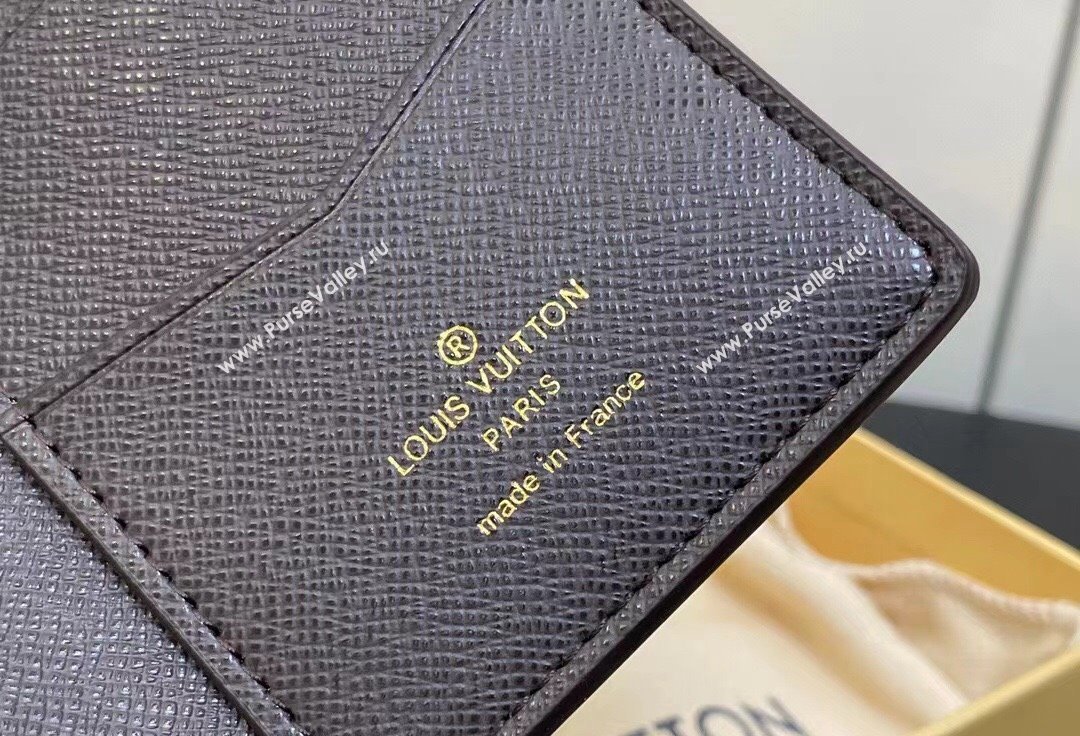 www.PurseValley.ru
www.PurseValley.ru
®
LOUIS VUITTON
PARIS
made in France